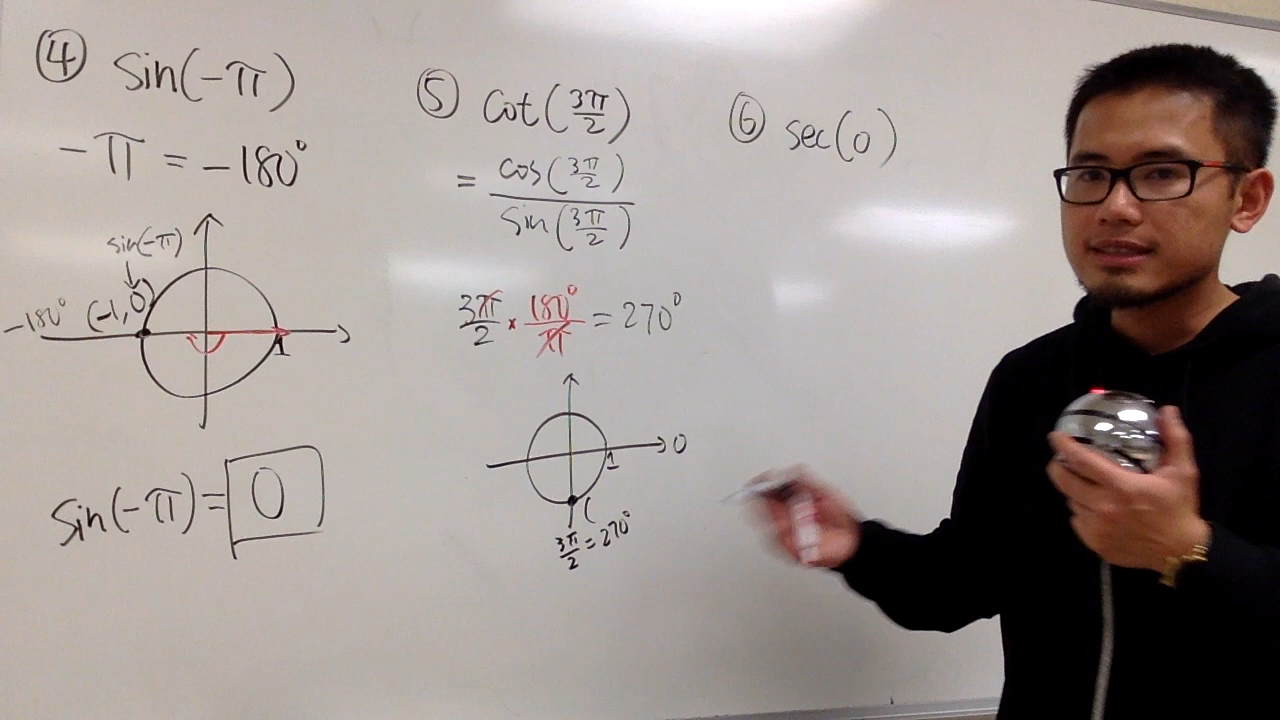 ④ sin(-π)
-π = -180°
sin(-π)
-180° (-1, 0)
1
sin(-π) = 0
⑤ cot(3π/2)
= cos(3π/2) / sin(3π/2)
3π/2 × 180°/π = 270°
0
1
(
3π/2 = 270°
⑥ sec(0)